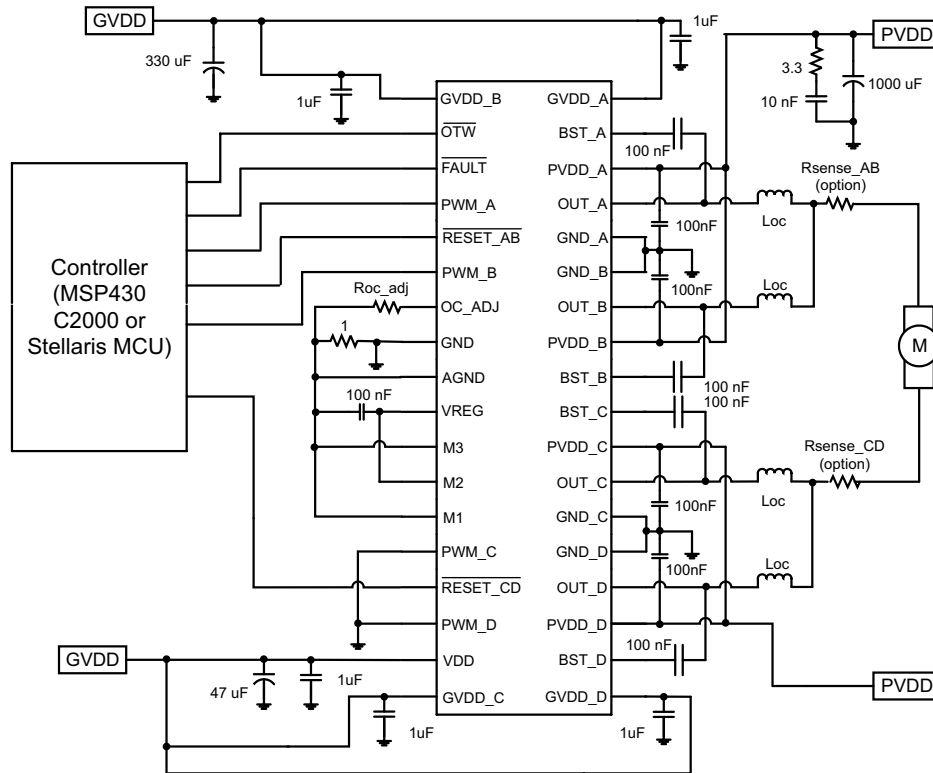 GVDD
1uF
PVDD
330 uF
3.3
1uF
1000 uF
10 nF
GVDD_B
GVDD_A
OTW
BST_A
100 nF
FAULT
PVDD_A
Rsense_AB
(option)
PWM_A
OUT_A
100nF
Loc
RESET_AB
GND_A
Controller
(MSP430
C2000 or
Stellaris MCU)
PWM_B
GND_B
100nF
Loc
Roc_adj
OC_ADJ
OUT_B
1
GND
PVDD_B
M
AGND
BST_B
100 nF
100 nF
100 nF
VREG
BST_C
M3
PVDD_C
Rsense_CD
(option)
M2
OUT_C
100nF
Loc
M1
GND_C
PWM_C
GND_D
100nF
Loc
RESET_CD
OUT_D
PWM_D
PVDD_D
100 nF
GVDD
VDD
BST_D
47 uF
1uF
GVDD_C
GVDD_D
PVDD
1uF
1uF